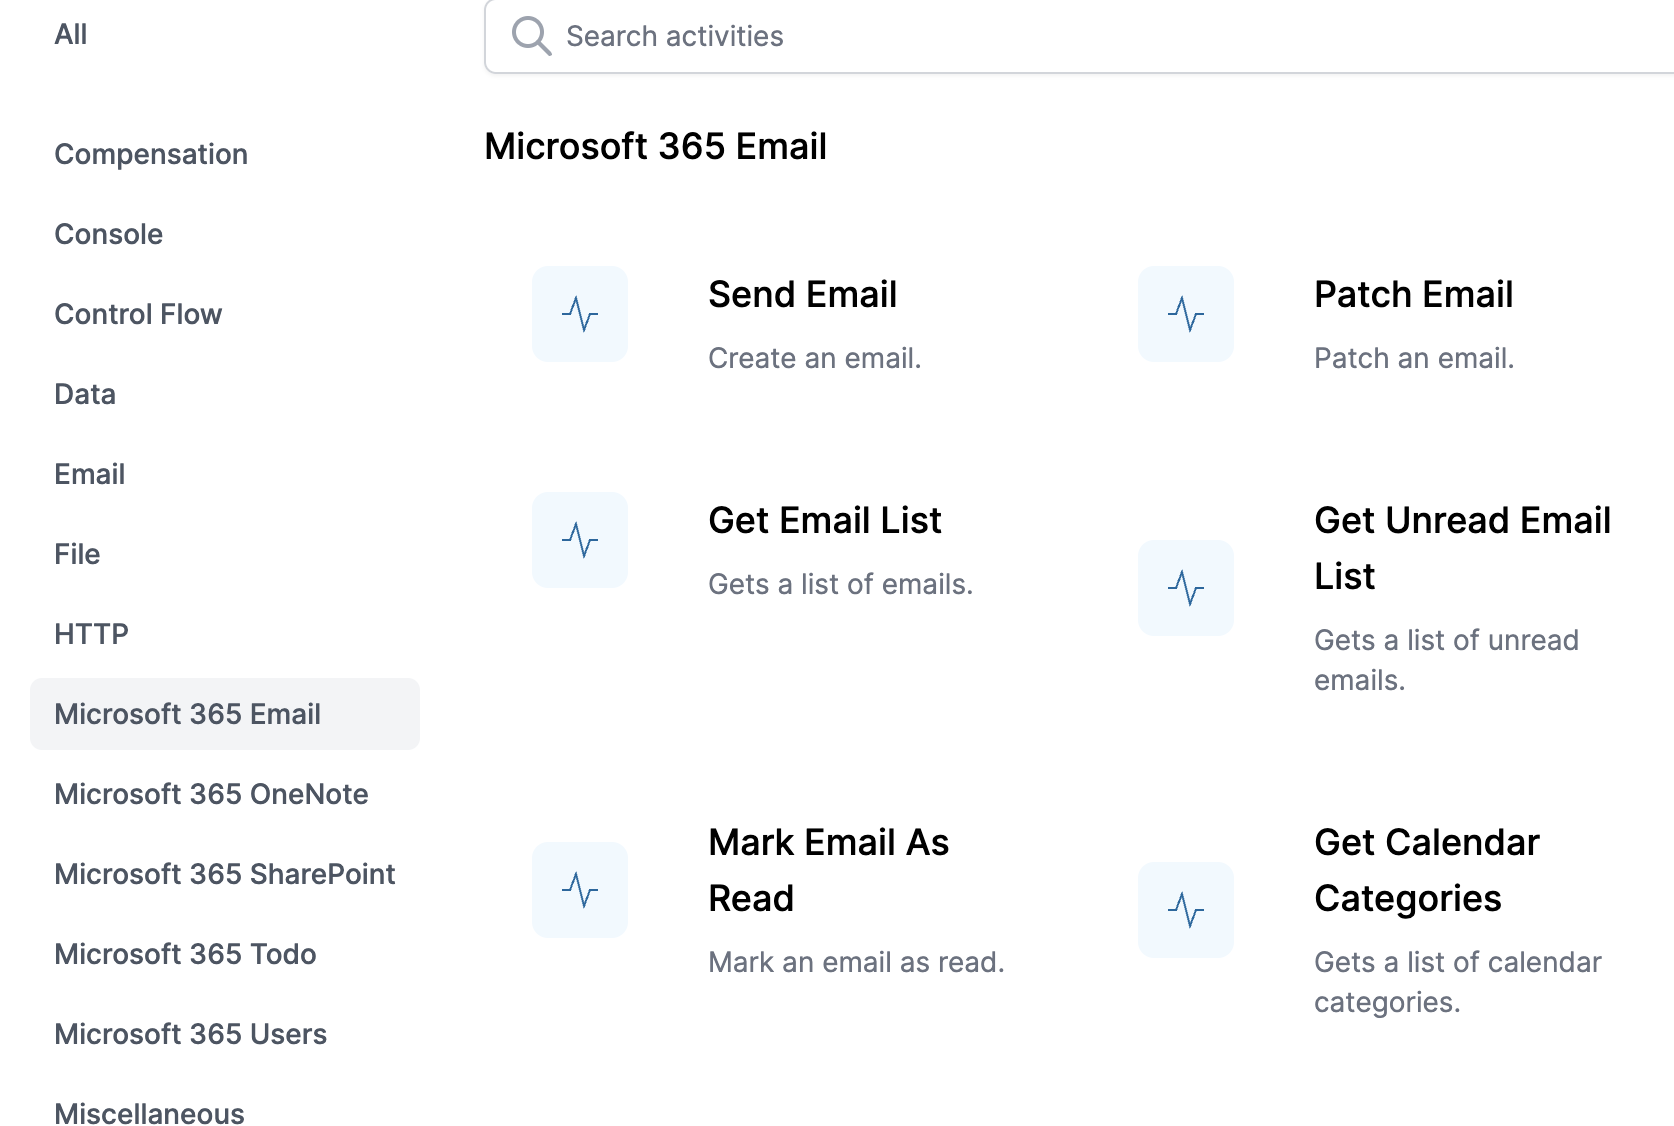 All
Compensation
Console
Control Flow
Data
Email
File
HTTP
Microsoft 365 Email
Microsoft 365 OneNote
Microsoft 365 SharePoint
Microsoft 365 Todo
Microsoft 365 Users
Miscellaneous
Search activities
Microsoft 365 Email
Send Email
Create an email.
Patch Email
Patch an email.
Get Email List
Gets a list of emails.
Get Unread Email
List
Gets a list of unread
emails.
Mark Email As
Read
Mark an email as read.
Get Calendar
Categories
Gets a list of calendar
categories.